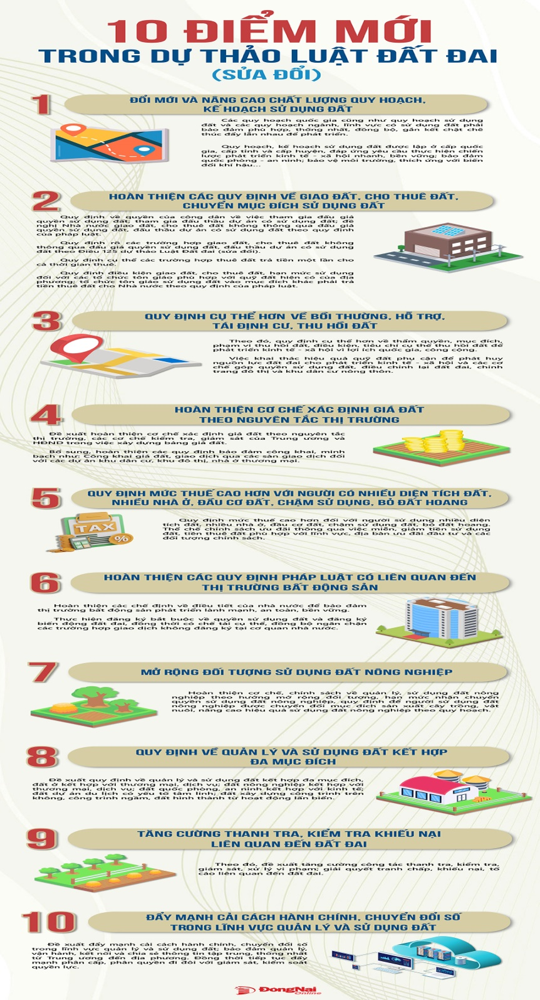 10 ĐIỂM MỚI
TRONG DỰ THẢO LUẬT ĐẤT ĐAI
(SỬA ĐỔI)
1
ĐỔI MỚI VÀ NÂNG CAO CHẤT LƯỢNG QUY HOẠCH,
KẾ HOẠCH SỬ DỤNG ĐẤT
Các quy hoạch quốc gia cũng như quy hoạch sử dụng
đất và các quy hoạch ngành, lĩnh vực có sử dụng đất phải
bảo đảm phù hợp, thống nhất, đồng bộ, gắn kết chặt chẽ
thúc đẩy lẫn nhau để phát triển.
Quy hoạch, kế hoạch sử dụng đất được lập ở cấp quốc
gia, cấp tỉnh và cấp huyện, đáp ứng yêu cầu thực hiện chiến
lược phát triển kinh tế - xã hội nhanh, bền vững; bảo đảm
quốc phòng - an ninh; bảo vệ môi trường, thích ứng với biến
đổi khí hậu...
2
HOÀN THIỆN CÁC QUY ĐỊNH VỀ GIAO ĐẤT, CHO THUÊ ĐẤT,
CHUYỂN MỤC ĐÍCH SỬ DỤNG ĐẤT
Quy định về quyền của công dân về việc tham gia đấu giá
quyền sử dụng đất; tham gia đấu thầu dự án có sử dụng đất; đề
nghị Nhà nước giao đất, cho thuê đất không thông qua đấu giá
quyền sử dụng đất, đấu thầu dự án có sử dụng đất theo quy định
của pháp luật.
Quy định rõ các trường hợp giao đất, cho thuê đất không
thông qua đấu giá quyền sử dụng đất, đấu thầu dự án có sử dụng
đất theo Điều 125 dự thảo Luật Đất đai (sửa đổi).
Quy định cụ thể các trường hợp thuê đất trả tiền một lần cho
cả thời gian thuê.
Quy định điều kiện giao đất, cho thuê đất, hạn mức sử dụng
đối với các tổ chức tôn giáo phù hợp với quỹ đất hiện có của địa
phương; tổ chức tôn giáo sử dụng đất vào mục đích khác phải trả
tiền thuê đất cho Nhà nước theo quy định của pháp luật.
3
QUY ĐỊNH CỤ THỂ HƠN VỀ BỒI THƯỜNG, HỖ TRỢ,
TÁI ĐỊNH CƯ, THU HỒI ĐẤT
Theo đó, quy định cụ thể hơn về thẩm quyền, mục đích,
phạm vi thu hồi đất, điều kiện, tiêu chí cụ thể thu hồi đất để
phát triển kinh tế - xã hội vì lợi ích quốc gia, công cộng.
Việc khai thác hiệu quả quỹ đất phụ cận để phát huy
nguồn lực đất đai cho phát triển kinh tế - xã hội và các cơ
chế góp quyền sử dụng đất, điều chỉnh lại đất đai, chỉnh
trang đô thị và khu dân cư nông thôn.
4
HOÀN THIỆN CƠ CHẾ XÁC ĐỊNH GIÁ ĐẤT
THEO NGUYÊN TẮC THỊ TRƯỜNG
Đề xuất hoàn thiện cơ chế xác định giá đất theo nguyên tắc
thị trường, các cơ chế kiểm tra, giám sát của Trung ương và
HĐND trong việc xây dựng bảng giá đất.
Bổ sung, hoàn thiện các quy định bảo đảm công khai, minh
bạch như: Công khai giá đất, giao dịch qua các sàn giao dịch đối
với các dự án khu dân cư, khu đô thị, nhà ở thương mại.
5
QUY ĐỊNH MỨC THUẾ CAO HƠN VỚI NGƯỜI CÓ NHIỀU DIỆN TÍCH ĐẤT,
NHIỀU NHÀ Ở, ĐẦU CƠ ĐẤT, CHẬM SỬ DỤNG, BỎ ĐẤT HOANG
TAX
%
Quy định mức thuế cao hơn đối với người sử dụng nhiều diện
tích đất, nhiều nhà ở, đầu cơ đất, chậm sử dụng đất, bỏ đất hoang.
Thể chế chính sách ưu đãi thông qua việc miễn, giảm tiền sử dụng
đất, tiền thuê đất phù hợp với lĩnh vực, địa bàn ưu đãi đầu tư và các
đối tượng chính sách.
6
HOÀN THIỆN CÁC QUY ĐỊNH PHÁP LUẬT CÓ LIÊN QUAN ĐẾN
THỊ TRƯỜNG BẤT ĐỘNG SẢN
Hoàn thiện các chế định về điều tiết của nhà nước để bảo đảm
thị trường bất động sản phát triển lành mạnh, an toàn, bền vững.
Thực hiện đăng ký bắt buộc về quyền sử dụng đất và đăng ký
biến động đất đai, đồng thời có chế tài cụ thể, đồng bộ ngăn chặn
các trường hợp giao dịch không đăng ký tại cơ quan nhà nước.
7
MỞ RỘNG ĐỐI TƯỢNG SỬ DỤNG ĐẤT NÔNG NGHIỆP
Hoàn thiện cơ chế, chính sách về quản lý, sử dụng đất nông
nghiệp theo hướng mở rộng đối tượng, hạn mức nhận chuyển
quyền sử dụng đất nông nghiệp, quy định để người sử dụng đất
nông nghiệp được chuyển đổi mục đích sản xuất cây trồng, vật
nuôi, nâng cao hiệu quả sử dụng đất nông nghiệp theo quy hoạch.
8
QUY ĐỊNH VỀ QUẢN LÝ VÀ SỬ DỤNG ĐẤT KẾT HỢP
ĐA MỤC ĐÍCH
Đề xuất quy định về quản lý và sử dụng đất kết hợp đa mục đích,
đất ở kết hợp với thương mại, dịch vụ; đất nông nghiệp kết hợp với
thương mại, dịch vụ; đất quốc phòng, an ninh kết hợp với kinh tế;
đất dự án du lịch có yếu tố tâm linh; đất xây dựng công trình trên
không, công trình ngầm, đất hình thành từ hoạt động lấn biển.
9
TĂNG CƯỜNG THANH TRA, KIỂM TRA KHIẾU NẠI
LIÊN QUAN ĐẾN ĐẤT ĐAI
Theo đó, đề xuất tăng cường công tác thanh tra, kiểm tra,
giám sát, xử lý vi phạm; giải quyết tranh chấp, khiếu nại, tố
cáo liên quan đến đất đai.
10
ĐẨY MẠNH CẢI CÁCH HÀNH CHÍNH, CHUYỂN ĐỔI SỐ
TRONG LĨNH VỰC QUẢN LÝ VÀ SỬ DỤNG ĐẤT
Đề xuất đẩy mạnh cải cách hành chính, chuyển đổi số
trong lĩnh vực quản lý và sử dụng đất; bảo đảm quản lý,
vận hành, kết nối và chia sẻ thông tin tập trung, thống nhất
từ Trung ương đến địa phương. Đồng thời tiếp tục đẩy
mạnh phân cấp, phân quyền đi đôi với giám sát, kiểm soát
quyền lực.
ĐongNai
Online